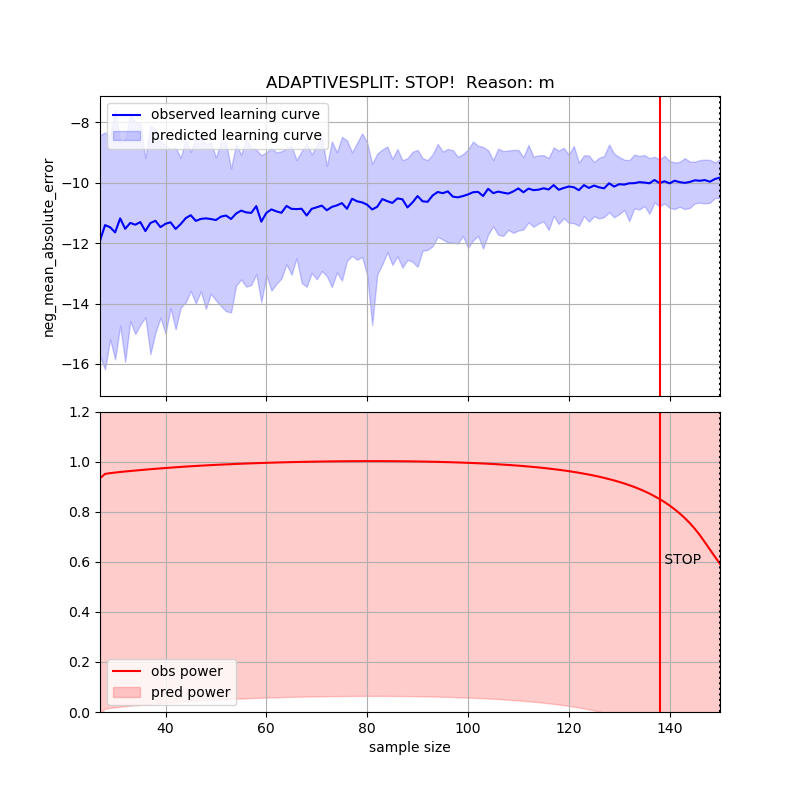 ADAPTIVESPLIT: STOP!  Reason: m
observed learning curve
predicted learning curve
neg_mean_absolute_error
−8
−10
−12
−14
−16
1.2
1.0
0.8
0.6
0.4
0.2
0.0
STOP
obs power
pred power
40 60 80 100 120 140
sample size